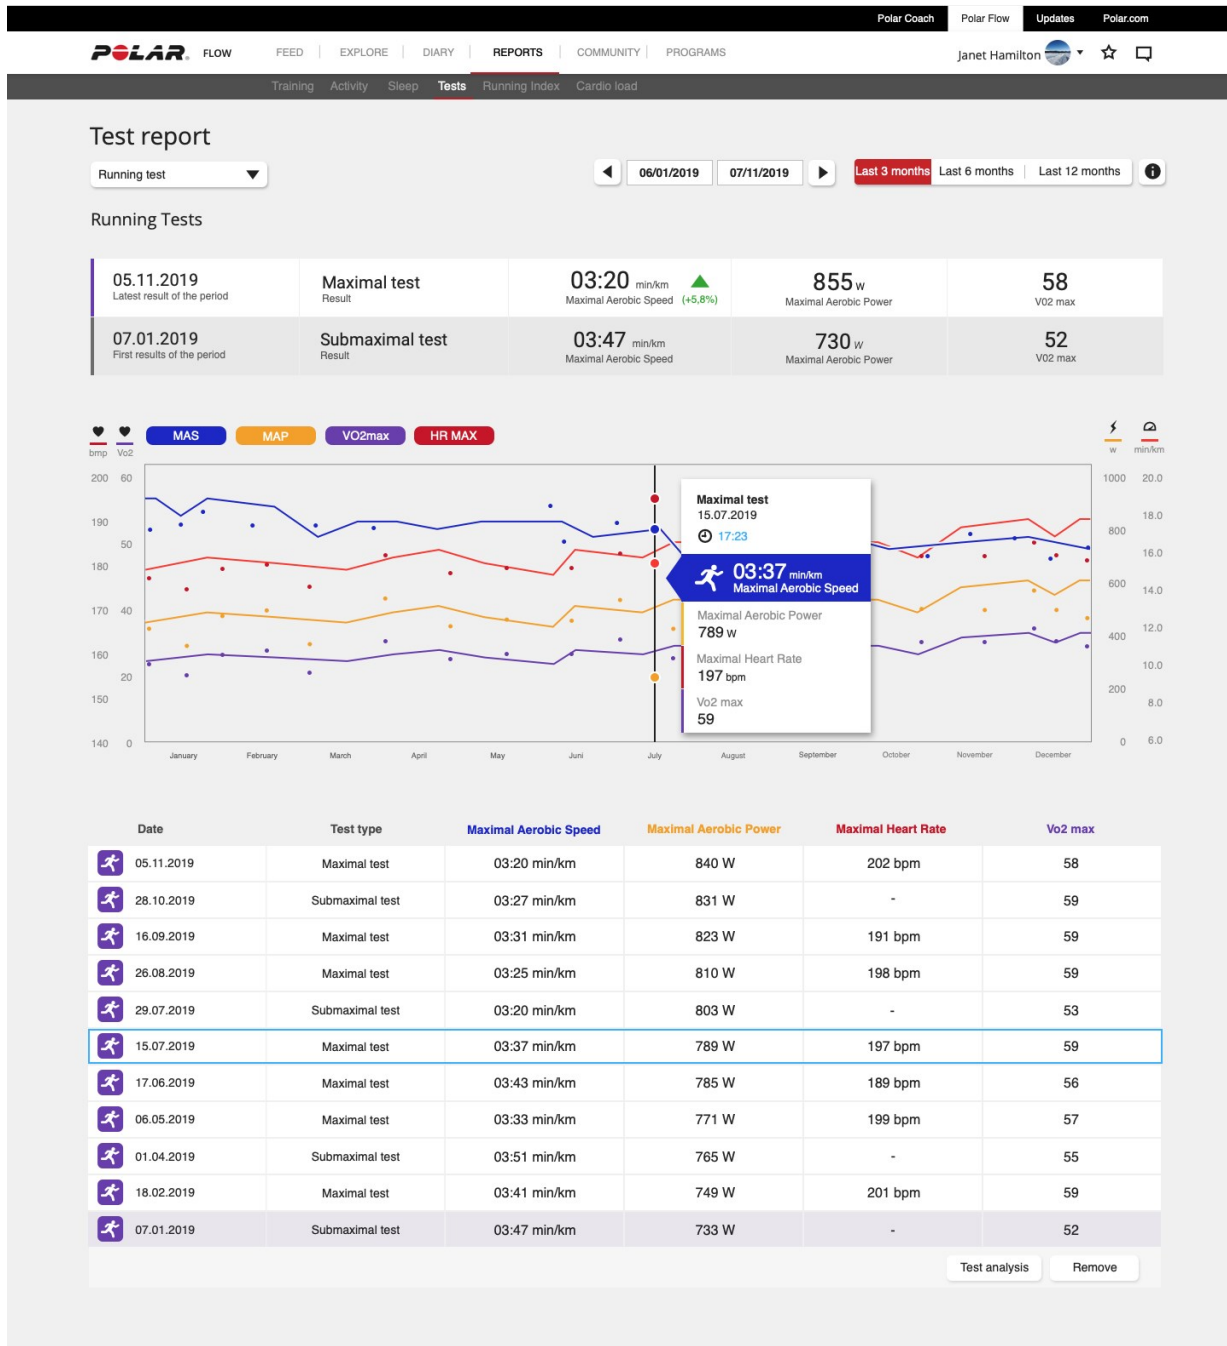 Polar Coach Polar Flow Updates Polar.com
POLAR. FLOW FEED EXPLORE DIARY REPORTS COMMUNITY PROGRAMS Janet Hamilton
Training Activity Sleep Tests Running Index Cardio load
Test report
Running test 06/01/2019 07/11/2019 Last 3 months Last 6 months Last 12 months
Running Tests
05.11.2019 Maximal test 03:20 min/km 855 w 58
Latest result of the period Result Maximal Aerobic Speed (+5,8%) Maximal Aerobic Power V02 max
07.01.2019 Submaximal test 03:47 min/km 730 w 52
First results of the period Result Maximal Aerobic Speed Maximal Aerobic Power V02 max
MAS MAP VO2max HR MAX
bmp Vo2 w min/km
200 60 1000 20.0
Maximal test
15.07.2019
190 18.0
17:23
800
50
16.0
180
03:37 min/km
Maximal Aerobic Speed
600 14.0
170 40
Maximal Aerobic Power
789 w
12.0
400
160 Maximal Heart Rate
10.0
20 197 bpm
200
150 Vo2 max 8.0
59
140 0 0 6.0
January February March April May Juni July August September October November December
Date Test type Maximal Aerobic Speed Maximal Aerobic Power Maximal Heart Rate Vo2 max
05.11.2019 Maximal test 03:20 min/km 840 W 202 bpm 58
28.10.2019 Submaximal test 03:27 min/km 831 W - 59
16.09.2019 Maximal test 03:31 min/km 823 W 191 bpm 59
26.08.2019 Maximal test 03:25 min/km 810 W 198 bpm 59
29.07.2019 Submaximal test 03:20 min/km 803 W - 53
15.07.2019 Maximal test 03:37 min/km 789 W 197 bpm 59
17.06.2019 Maximal test 03:43 min/km 785 W 189 bpm 56
06.05.2019 Maximal test 03:33 min/km 771 W 199 bpm 57
01.04.2019 Submaximal test 03:51 min/km 765 W - 55
18.02.2019 Maximal test 03:41 min/km 749 W 201 bpm 59
07.01.2019 Submaximal test 03:47 min/km 733 W - 52
Test analysis Remove